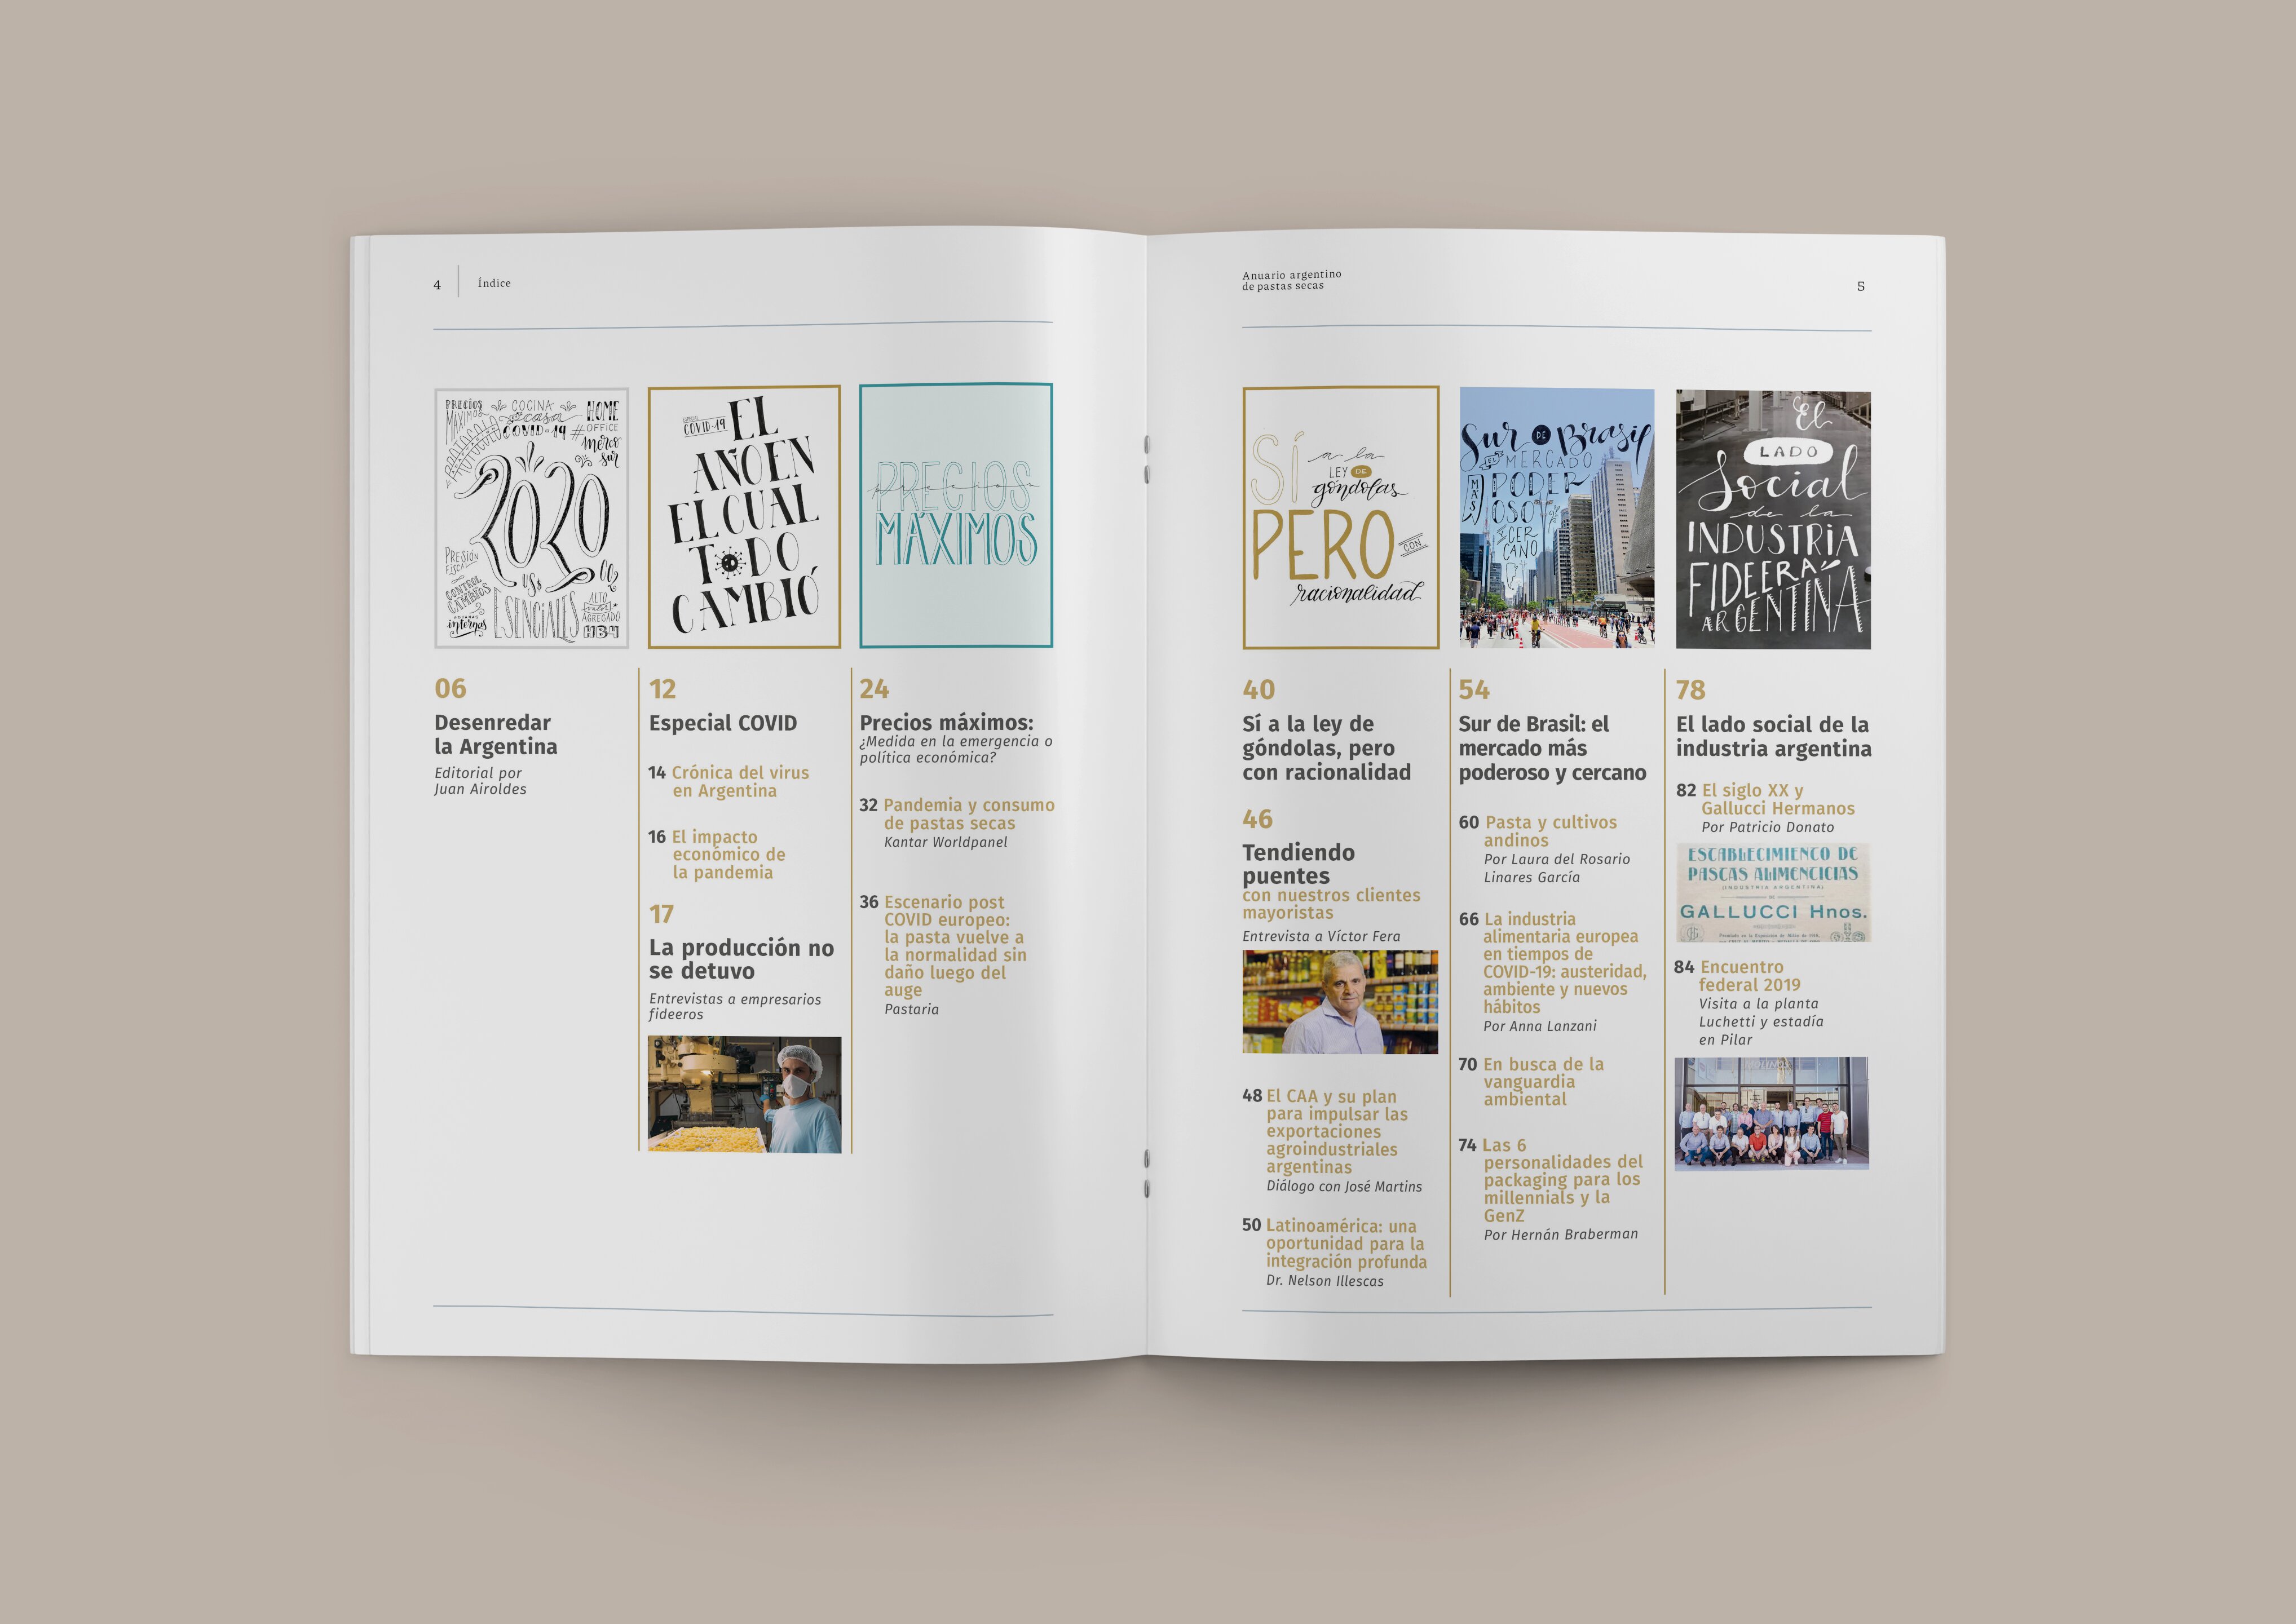 4
Índice
PRECIOS
MÁXIMOS
PROTOCOLO
COCINA
casa
COVID-19
HOME
OFFICE
#
Merco
sur
2020
PRESIÓN
FISCAL
CONTROL
CAMBIOS
internas
U$S
ESENCIALES
ALTO
valor
AGREGADO
HB4
ESPECIAL
COVID-19
EL
AÑO EN
EL CUAL
TODO
CAMBIÓ
PRECIOS
precios
MÁXIMOS
06
Desenredar
la Argentina
Editorial por
Juan Airoldes
12
Especial COVID
14 Crónica del virus
en Argentina
16 El impacto
económico de
la pandemia
17
La producción no
se detuvo
Entrevistas a empresarios
fideeros
24
Precios máximos:
¿Medida en la emergencia o
política económica?
32 Pandemia y consumo
de pastas secas
Kantar Worldpanel
36 Escenario post
COVID europeo:
la pasta vuelve a
la normalidad sin
daño luego del
auge
Pastaria
Anuario argentino
de pastas secas
5
SÍ
a la
LEY DE
góndolas
PERO
CON
racionalidad
Sur DE Brasil
EL MERCADO
MÁS
PODER
OSO
Y CER
CANO
El
LADO
Social
de la
INDUSTRIA
FIDEERA
ARGENTINA
40
Sí a la ley de
góndolas, pero
con racionalidad
46
Tendiendo
puentes
con nuestros clientes
mayoristas
Entrevista a Víctor Fera
48 El CAA y su plan
para impulsar las
exportaciones
agroindustriales
argentinas
Diálogo con José Martins
50 Latinoamérica: una
oportunidad para la
integración profunda
Dr. Nelson Illescas
54
Sur de Brasil: el
mercado más
poderoso y cercano
60 Pasta y cultivos
andinos
Por Laura del Rosario
Linares García
66 La industria
alimentaria europea
en tiempos de
COVID-19: austeridad,
ambiente y nuevos
hábitos
Por Anna Lanzani
70 En busca de la
vanguardia
ambiental
74 Las 6
personalidades del
packaging para los
millennials y la
GenZ
Por Hernán Braberman
78
El lado social de la
industria argentina
82 El siglo XX y
Gallucci Hermanos
Por Patricio Donato
ESTABLECIMIENTO DE
PASTAS ALIMENTICIAS
(INDUSTRIA ARGENTINA)
DE
GALLUCCI Hnos.
84 Encuentro
federal 2019
Visita a la planta
Luchetti y estadía
en Pilar